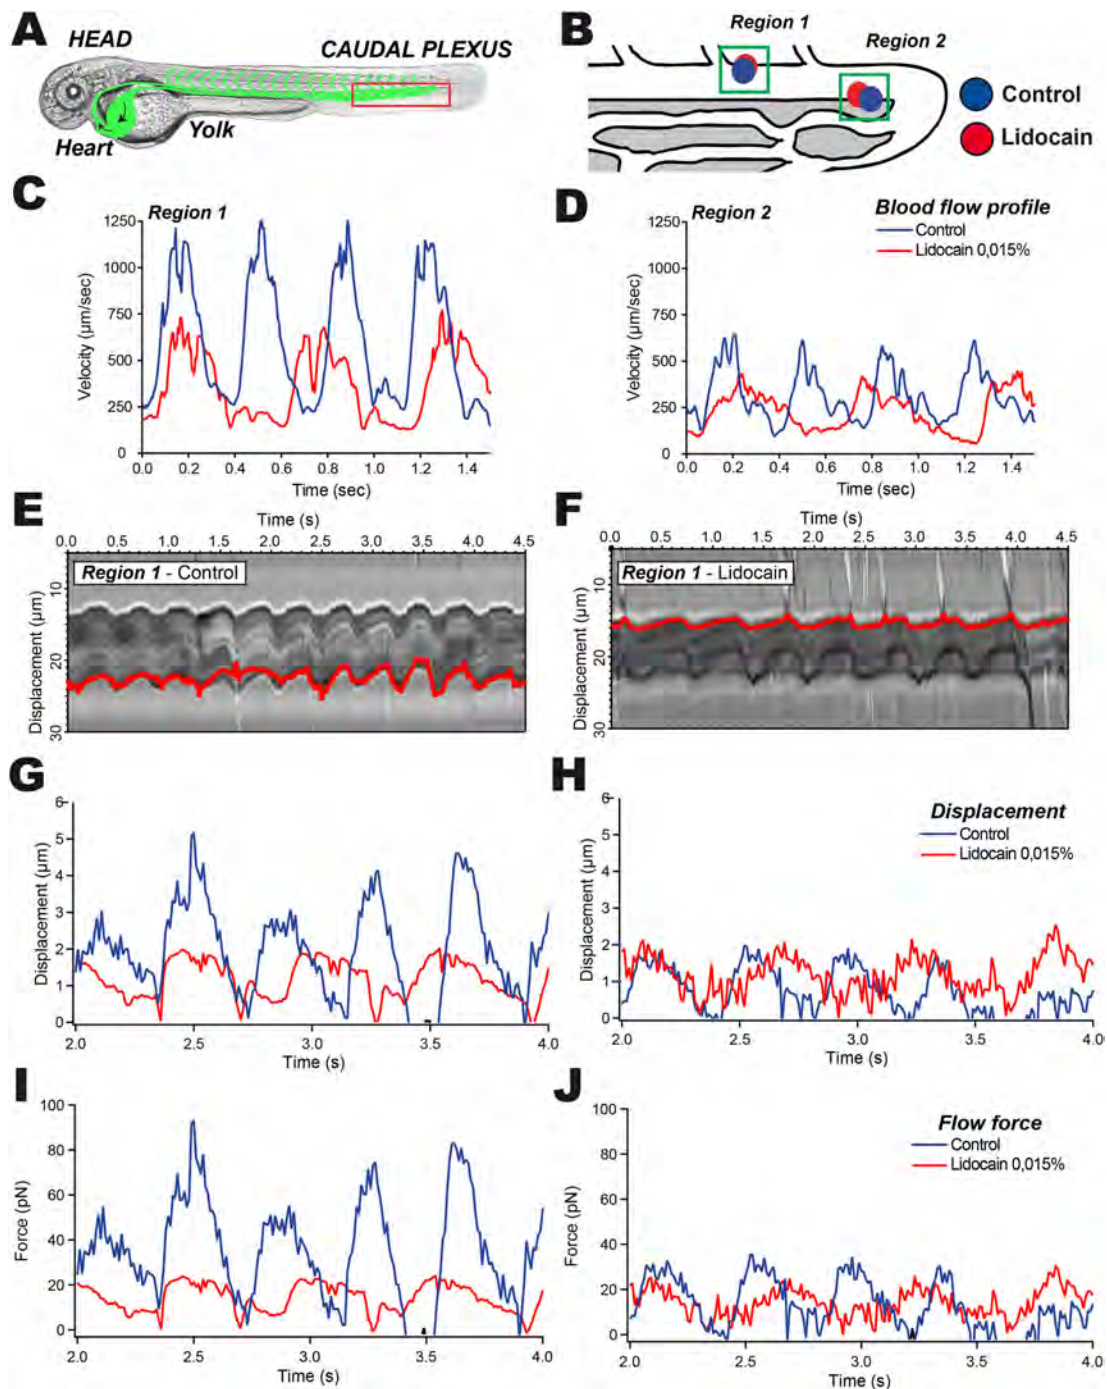 A
HEAD
CAUDAL PLEXUS
Heart
Yolk
B
Region 1
Region 2
Control
Lidocain
C
Region 1
Velocity (µm/sec)
1250
1000
750
500
250
0
0.0 0.2 0.4 0.6 0.8 1.0 1.2 1.4
Time (sec)
D
Region 2
Blood flow profile
Control
Lidocain 0,015%
Velocity (µm/sec)
1250
1000
750
500
250
0
0.0 0.2 0.4 0.6 0.8 1.0 1.2 1.4
Time (sec)
E
Time (s)
0.0 0.5 1.0 1.5 2.0 2.5 3.0 3.5 4.0 4.5
Region 1 - Control
Displacement (µm)
10
20
30
F
Time (s)
0.0 0.5 1.0 1.5 2.0 2.5 3.0 3.5 4.0 4.5
Region 1 - Lidocain
Displacement (µm)
10
20
30
G
Displacement (µm)
6
5
4
3
2
1
0
2.0 2.5 3.0 3.5 4.0
Time (s)
H
Displacement
Control
Lidocain 0,015%
Displacement (µm)
6
5
4
3
2
1
0
2.0 2.5 3.0 3.5 4.0
Time (s)
I
Force (pN)
100
80
60
40
20
0
2.0 2.5 3.0 3.5 4.0
Time (s)
J
Flow force
Control
Lidocain 0,015%
Force (pN)
100
80
60
40
20
0
2.0 2.5 3.0 3.5 4.0
Time (s)